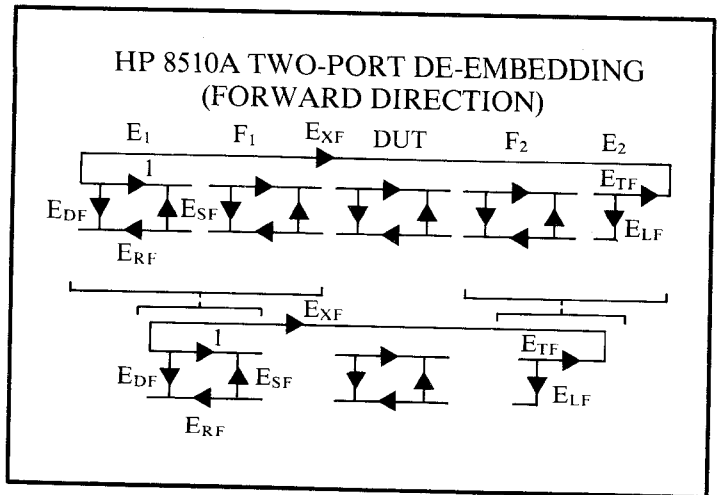 HP 8510A TWO-PORT DE-EMBEDDING
(FORWARD DIRECTION)
E1 F1 EXF DUT F2 E2
1 ETF
EDF ESF ELF
ERF
EXF
1 ETF
EDF ESF ELF
ERF